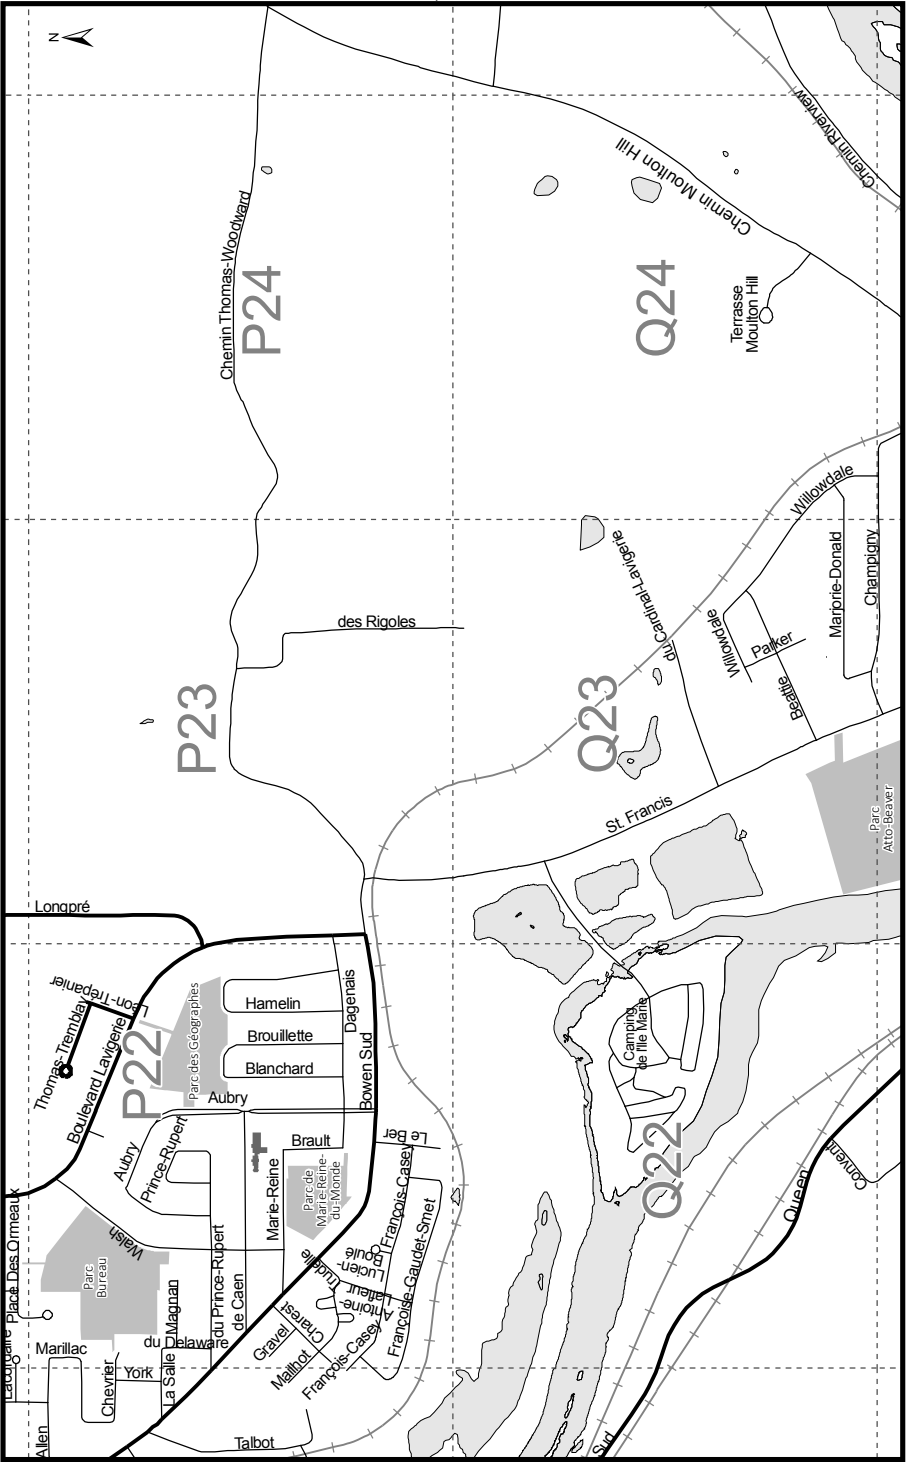 N
Chemin Riverview
Chemin Moulton Hill
Chemin Thomas-Woodward
P24
Q24
Terrasse
Moulton Hill
Willowdale
Marjorie-Donald
Champigny
du Cardinal-Lavigerie
des Rigoles
Willowdale
Parker
Beattie
P23
Q23
St. Francis
Parc
Atto-Beaver
Longpré
Léon-Trépanier
Thomas-Tremblay
Boulevard Lavigerie
P22
Parc des Géographes
Hamelin
Dagenais
Brouillette
Blanchard
Bowen Sud
Aubry
Camping
de l'Ile Marie
Aubry
Prince-Rupert
Brault
Le Ber
Marie-Reine
Parc de
Marie-Reine-
du-Monde
François-Casey
Q22
Queen
Convent
Place Des Ormeaux
Walsh
Parc
Bureau
du Prince-Rupert
de Caen
Trudelle
Lucien-
Boulé
Antoine-
Lafleur
Françoise-Gaudet-Smet
Lacordaire
Marillac
D'Magnan
du Delaware
La Salle
York
Chevrier
Charest
Gravel
Mailhot
François-Casey
Allen
Talbot
Sud